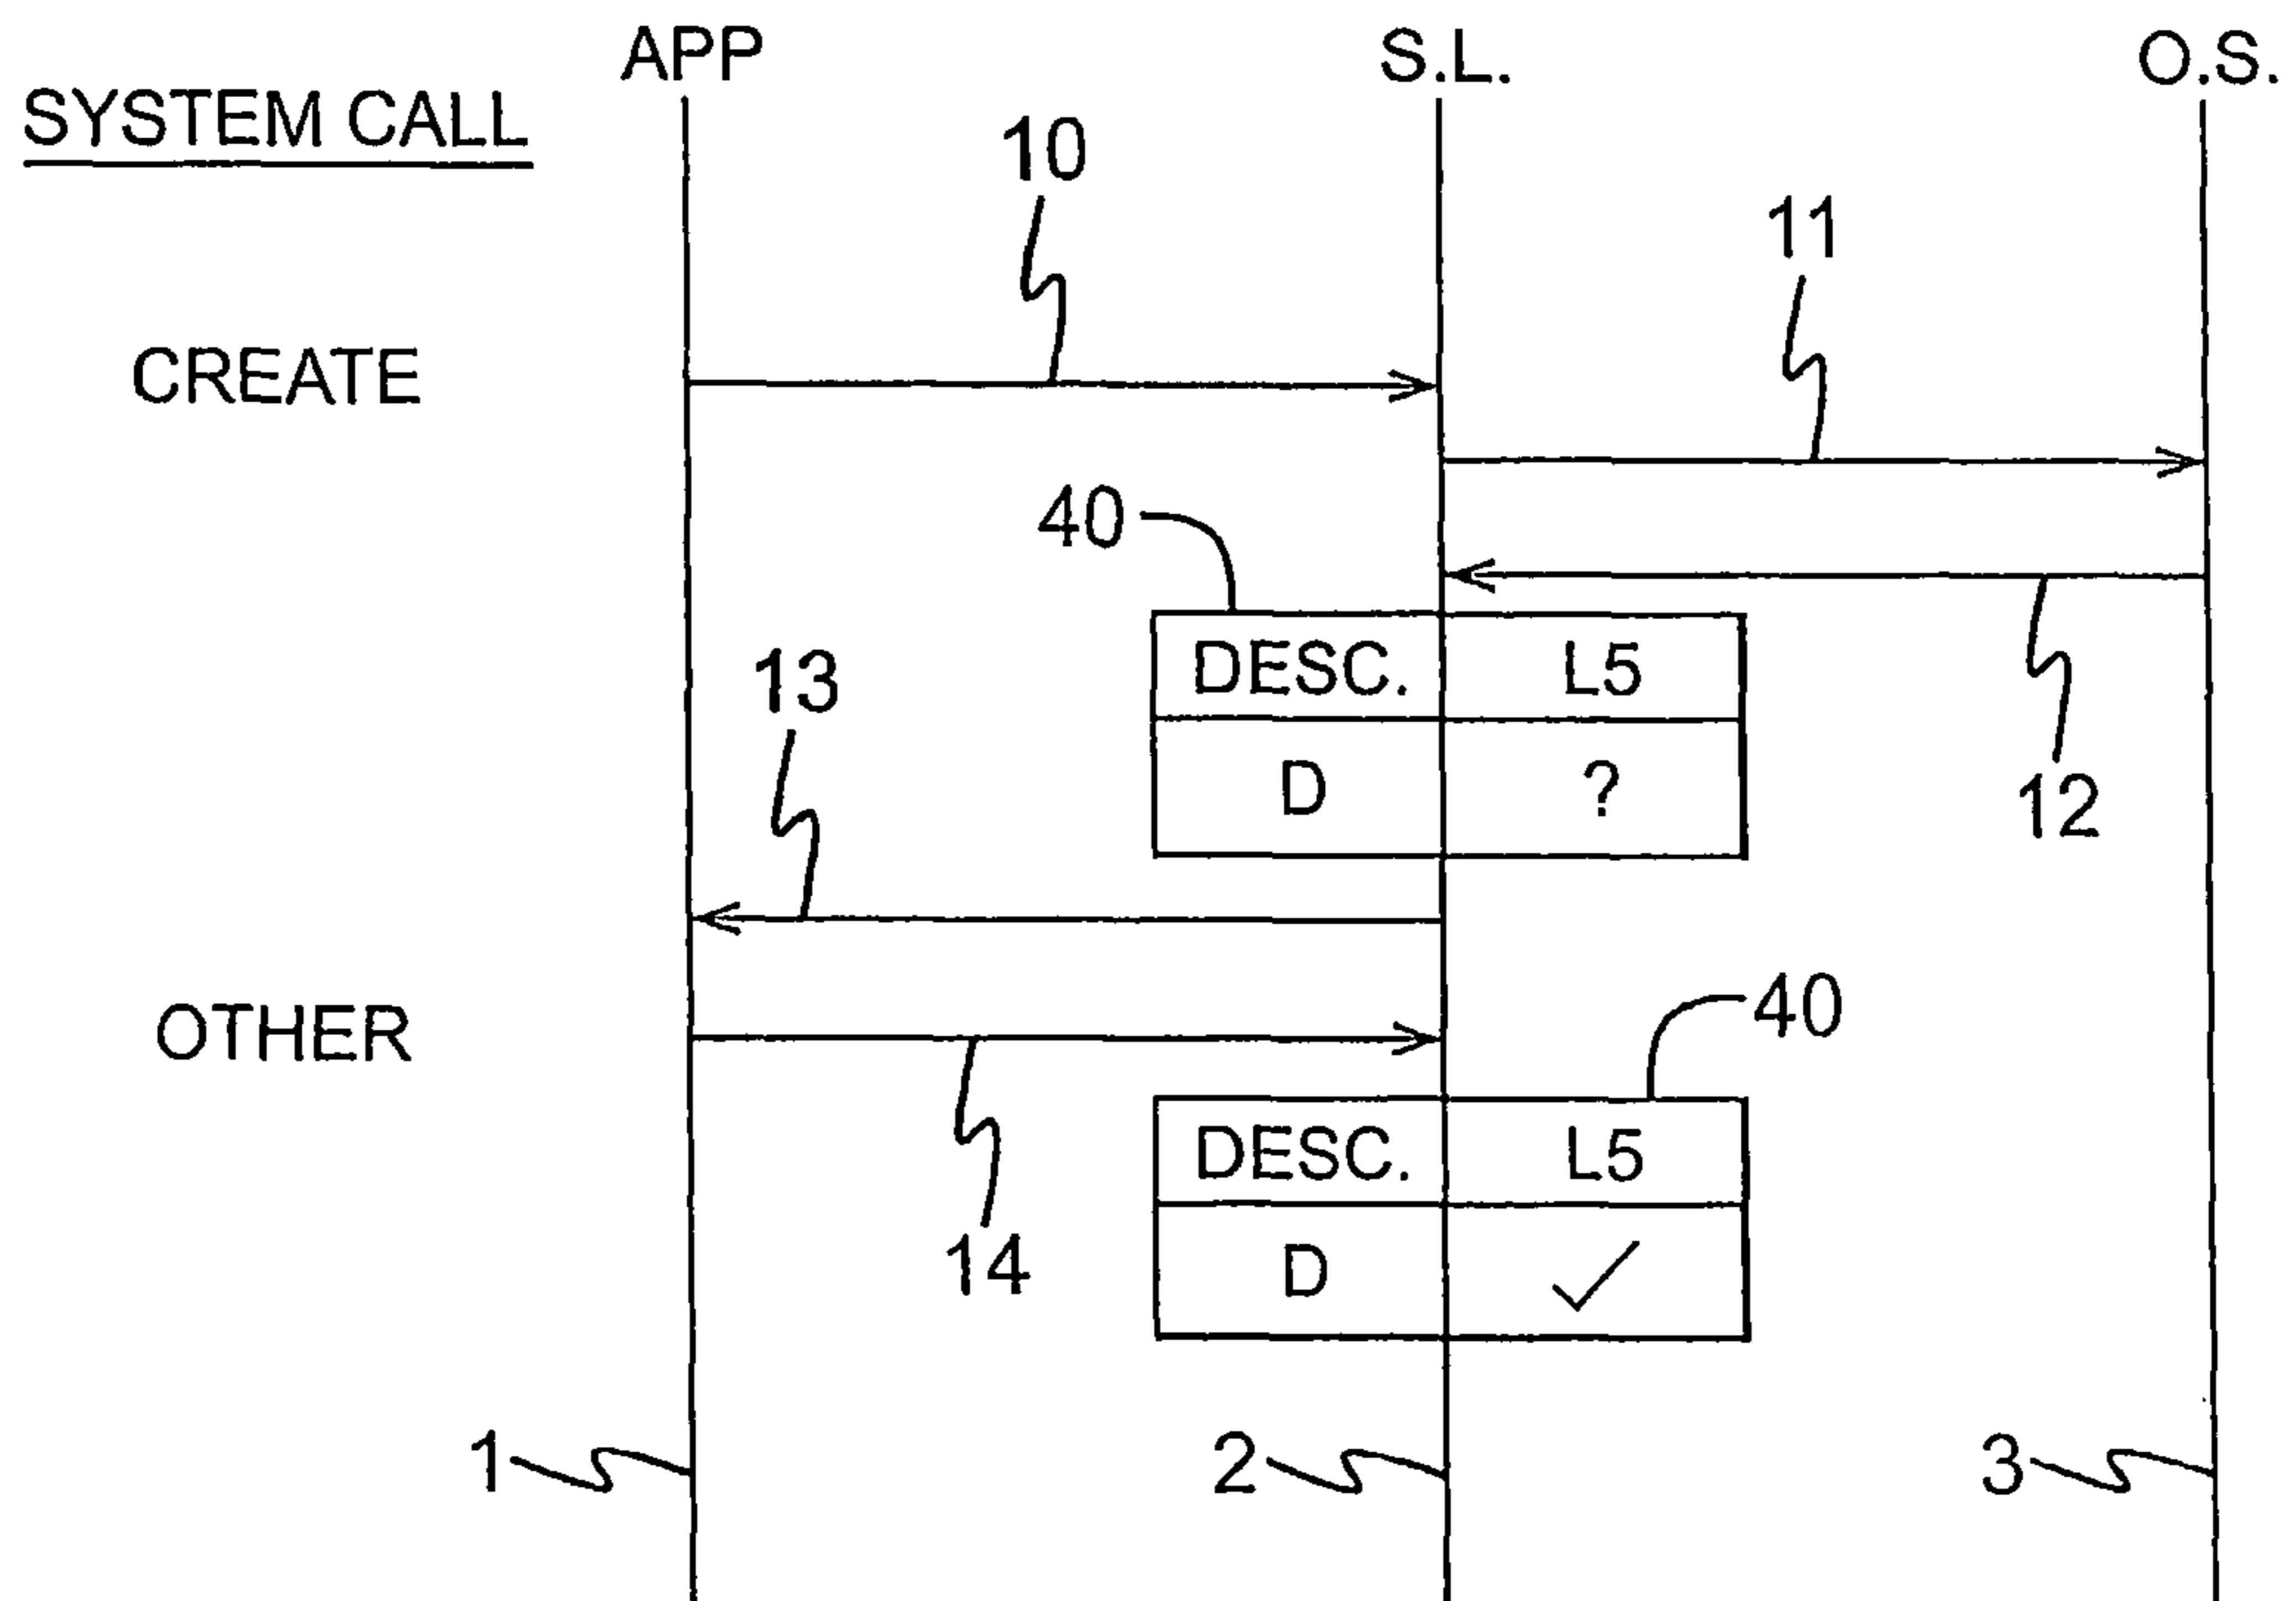 APP S.L. O.S.
SYSTEM CALL
10
11
CREATE
40
DESC. L5
13
D ?
12
40
OTHER
DESC. L5
14
D ✓
1 2 3